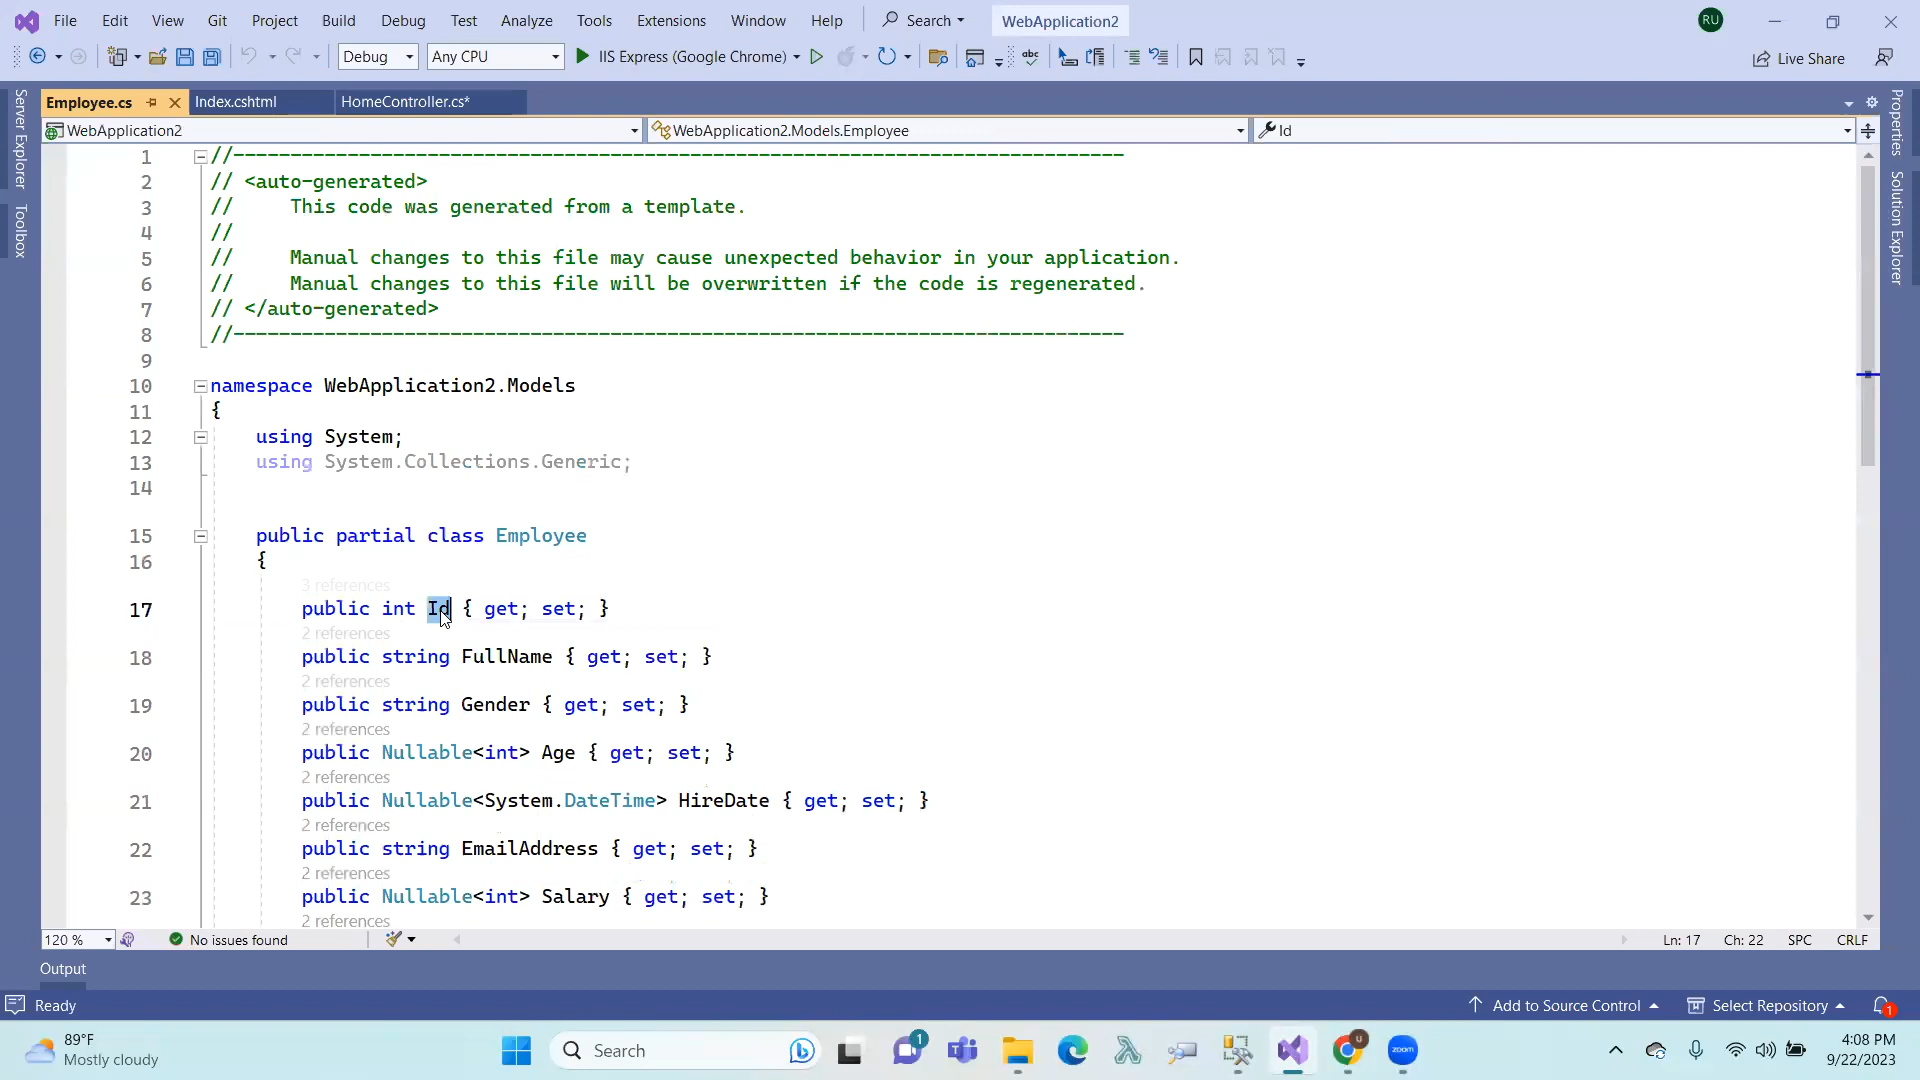 File Edit View Git Project Build Debug Test Analyze Tools Extensions Window Help Search WebApplication2 RU
Debug Any CPU IIS Express (Google Chrome) Live Share
Employee.cs Index.cshtml HomeController.cs*
WebApplication2 WebApplication2.Models.Employee Id
Server Explorer
Toolbox
Properties
Solution Explorer
1 //------------------------------------------------------------------------------
2 // <auto-generated>
3 //     This code was generated from a template.
4 //
5 //     Manual changes to this file may cause unexpected behavior in your application.
6 //     Manual changes to this file will be overwritten if the code is regenerated.
7 // </auto-generated>
8 //------------------------------------------------------------------------------
9
10 namespace WebApplication2.Models
11 {
12 using System;
13 using System.Collections.Generic;
14
15 public partial class Employee
16 {
3 references
17 public int Id { get; set; }
2 references
18 public string FullName { get; set; }
2 references
19 public string Gender { get; set; }
2 references
20 public Nullable<int> Age { get; set; }
2 references
21 public Nullable<System.DateTime> HireDate { get; set; }
2 references
22 public string EmailAddress { get; set; }
2 references
23 public Nullable<int> Salary { get; set; }
2 references
120 % No issues found Ln: 17 Ch: 22 SPC CRLF
Output
Ready Add to Source Control Select Repository 1
89°F
Mostly cloudy
Search
1
zoom
4:08 PM
9/22/2023